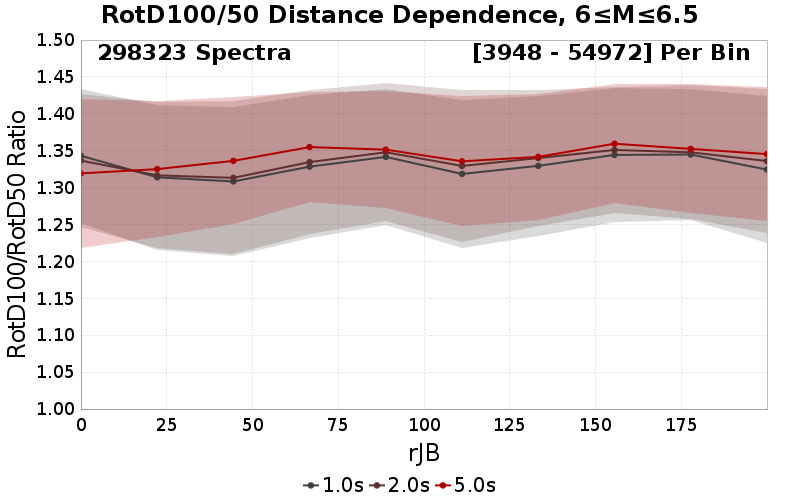 RotD100/50 Distance Dependence, 6≤M≤6.5
298323 Spectra [3948 - 54972] Per Bin
RotD100/RotD50 Ratio
1.50
1.45
1.40
1.35
1.30
1.25
1.20
1.15
1.10
1.05
1.00
0 25 50 75 100 125 150 175
rJB
1.0s 2.0s 5.0s